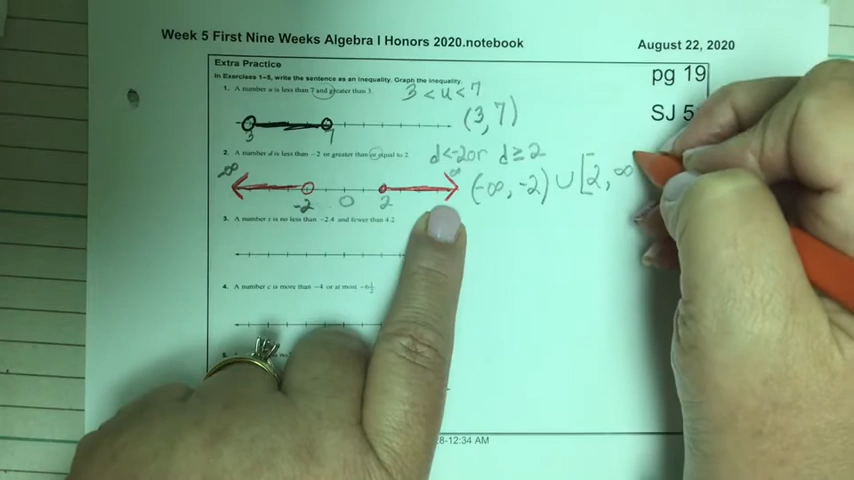 Week 5 First Nine Weeks Algebra I Honors 2020.notebook
August 22, 2020
Extra Practice
pg 19
In Exercises 1–8, write the sentence as an inequality. Graph the inequality.
1. A number u is less than 7 and greater than 3.
3 < u < 7
(3, 7)
SJ 5
3 7
2. A number d is less than −2 or greater than or equal to 2.
d < -2 or d ≥ 2
-∞ ∞
(-∞, -2) ∪ [2, ∞
-2 0 2
3. A number s is no less than −2.4 and fewer than 4.2.
4. A number c is more than −4 or at most −6½